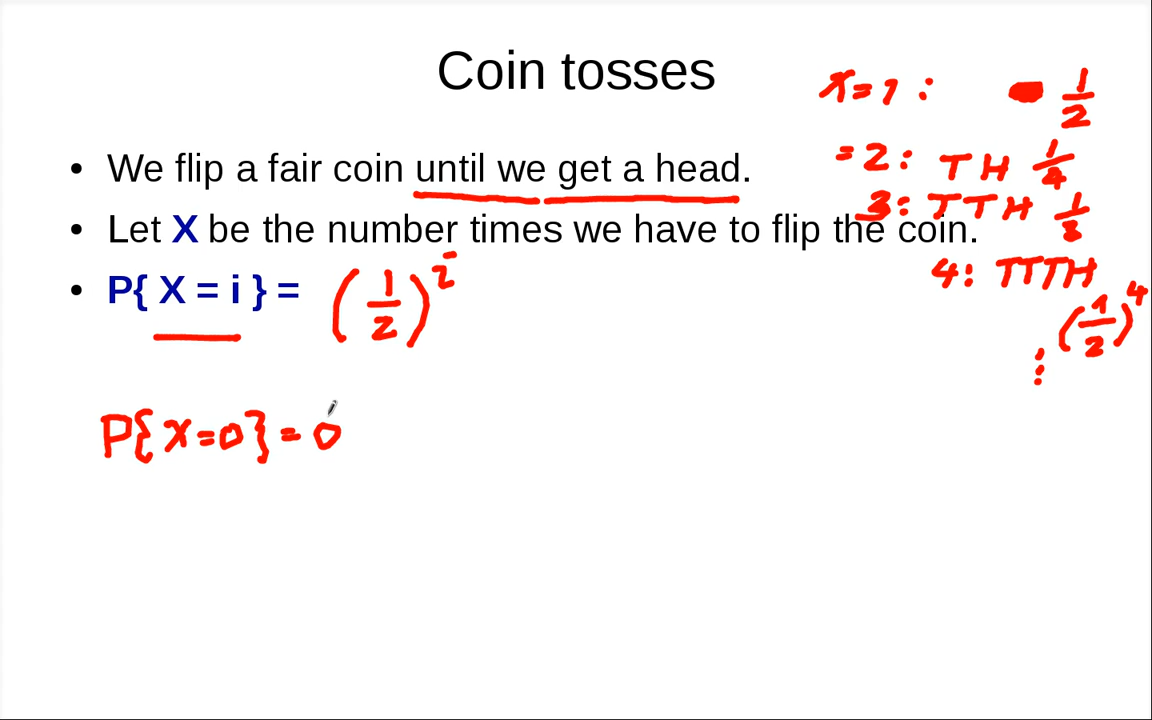 Coin tosses
X=1: 1/2
• We flip a fair coin until we get a head.
=2: TH 1/4
3: TTH 1/8
• Let X be the number times we have to flip the coin.
4: TTTH
• P{ X = i } = (1/2)^i
(1/2)^4
⋮
P{X=0}=0